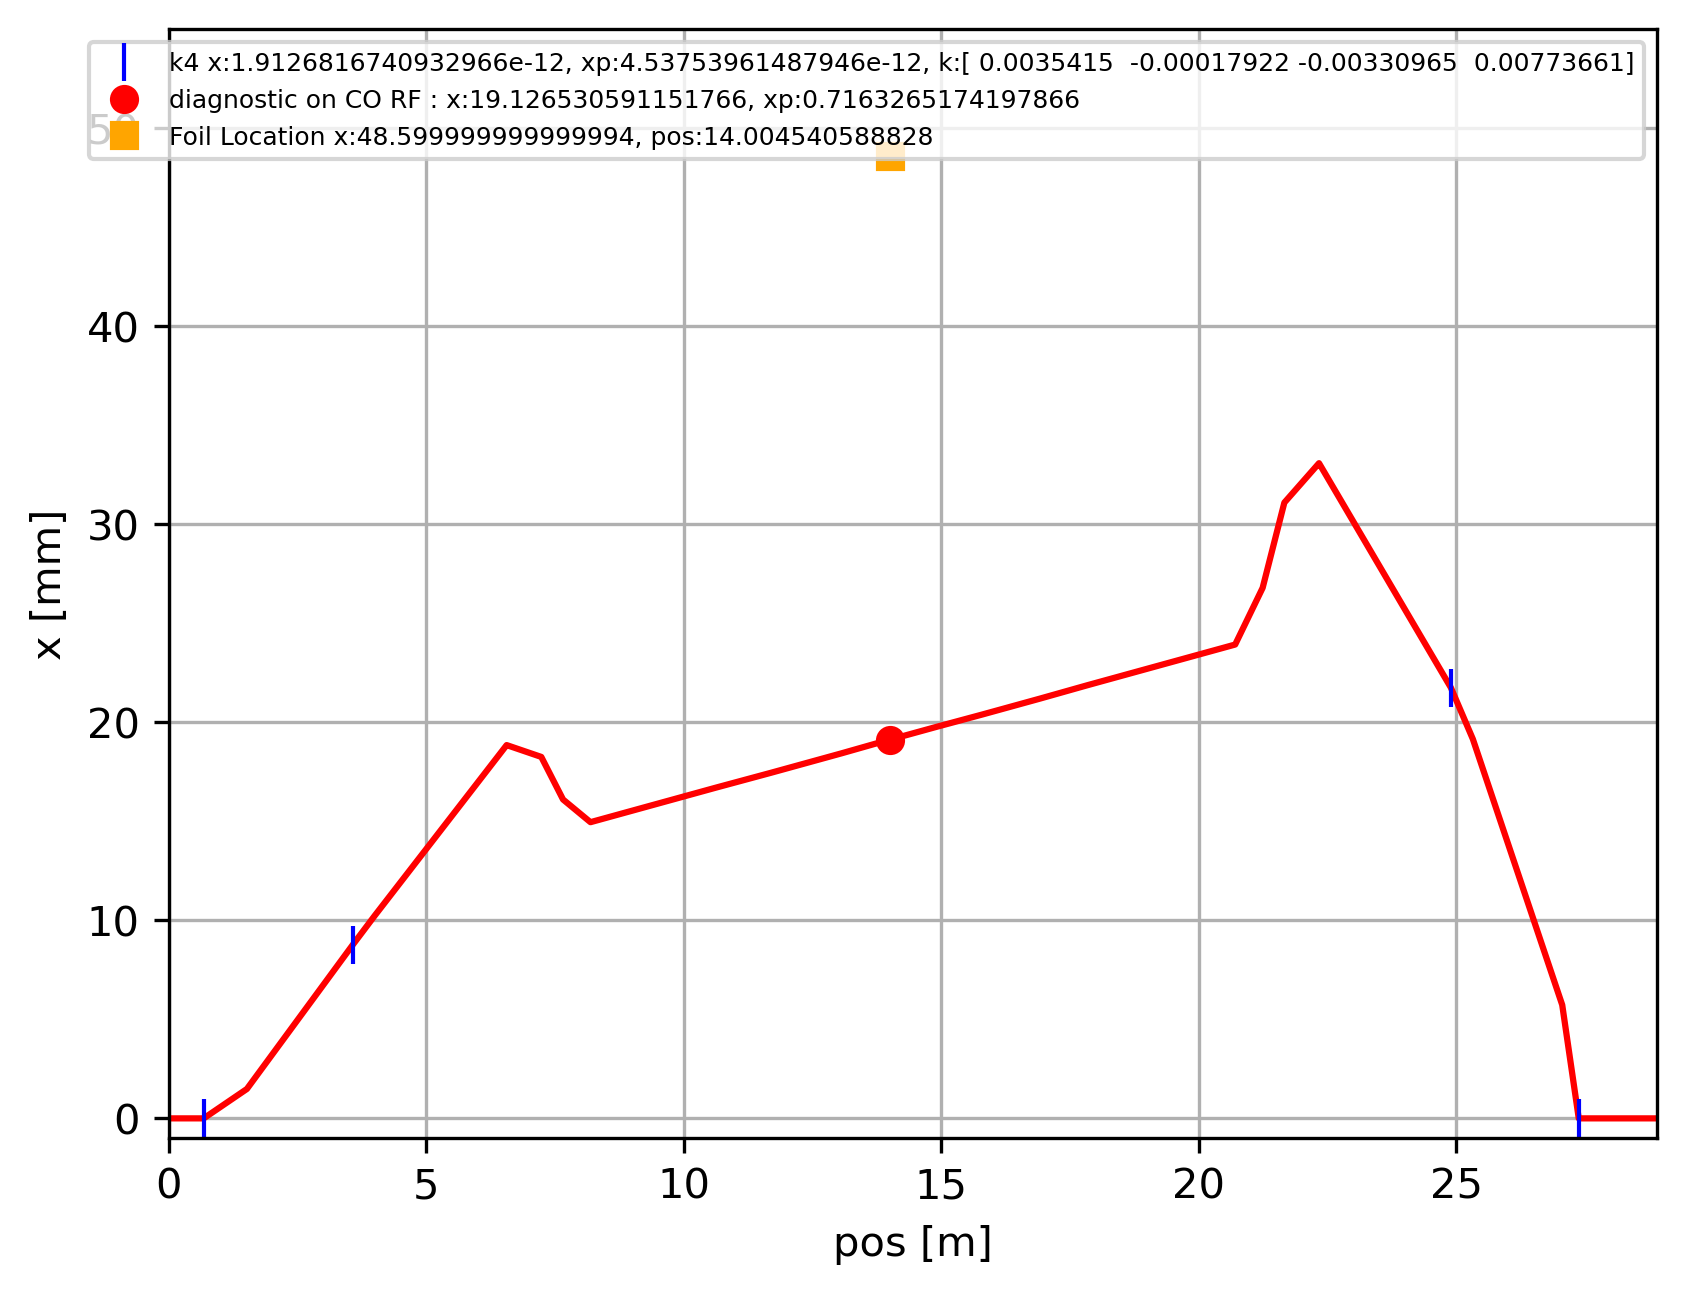 k4 x:1.9126816740932966e-12, xp:4.53753961487946e-12, k:[ 0.0035415  -0.00017922 -0.00330965  0.00773661]
diagnostic on CO RF : x:19.126530591151766, xp:0.7163265174197866
Foil Location x:48.599999999999994, pos:14.004540588828
50
40
30
20
10
0
x [mm]
0 5 10 15 20 25
pos [m]